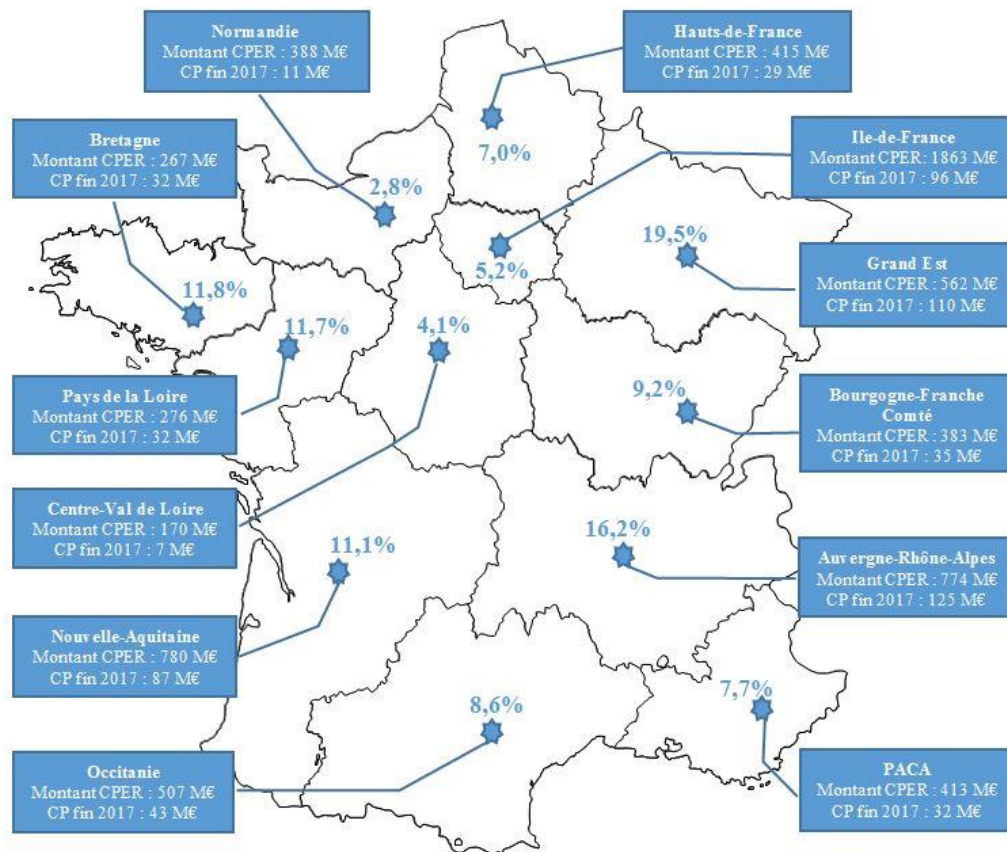 Normandie
Montant CPER : 388 M€
CP fin 2017 : 11 M€
Hauts-de-France
Montant CPER : 415 M€
CP fin 2017 : 29 M€
Bretagne
Montant CPER : 267 M€
CP fin 2017 : 32 M€
Ile-de-France
Montant CPER : 1863 M€
CP fin 2017 : 96 M€
7,0%
2,8%
19,5%
5,2%
Grand Est
Montant CPER : 562 M€
CP fin 2017 : 110 M€
11,8%
11,7%
4,1%
Pays de la Loire
Montant CPER : 276 M€
CP fin 2017 : 32 M€
9,2%
Bourgogne-Franche
Comté
Montant CPER : 383 M€
CP fin 2017 : 35 M€
Centre-Val de Loire
Montant CPER : 170 M€
CP fin 2017 : 7 M€
11,1%
16,2%
Auvergne-Rhône-Alpes
Montant CPER : 774 M€
CP fin 2017 : 125 M€
Nouvelle-Aquitaine
Montant CPER : 780 M€
CP fin 2017 : 87 M€
8,6%
7,7%
Occitanie
Montant CPER : 507 M€
CP fin 2017 : 43 M€
PACA
Montant CPER : 413 M€
CP fin 2017 : 32 M€